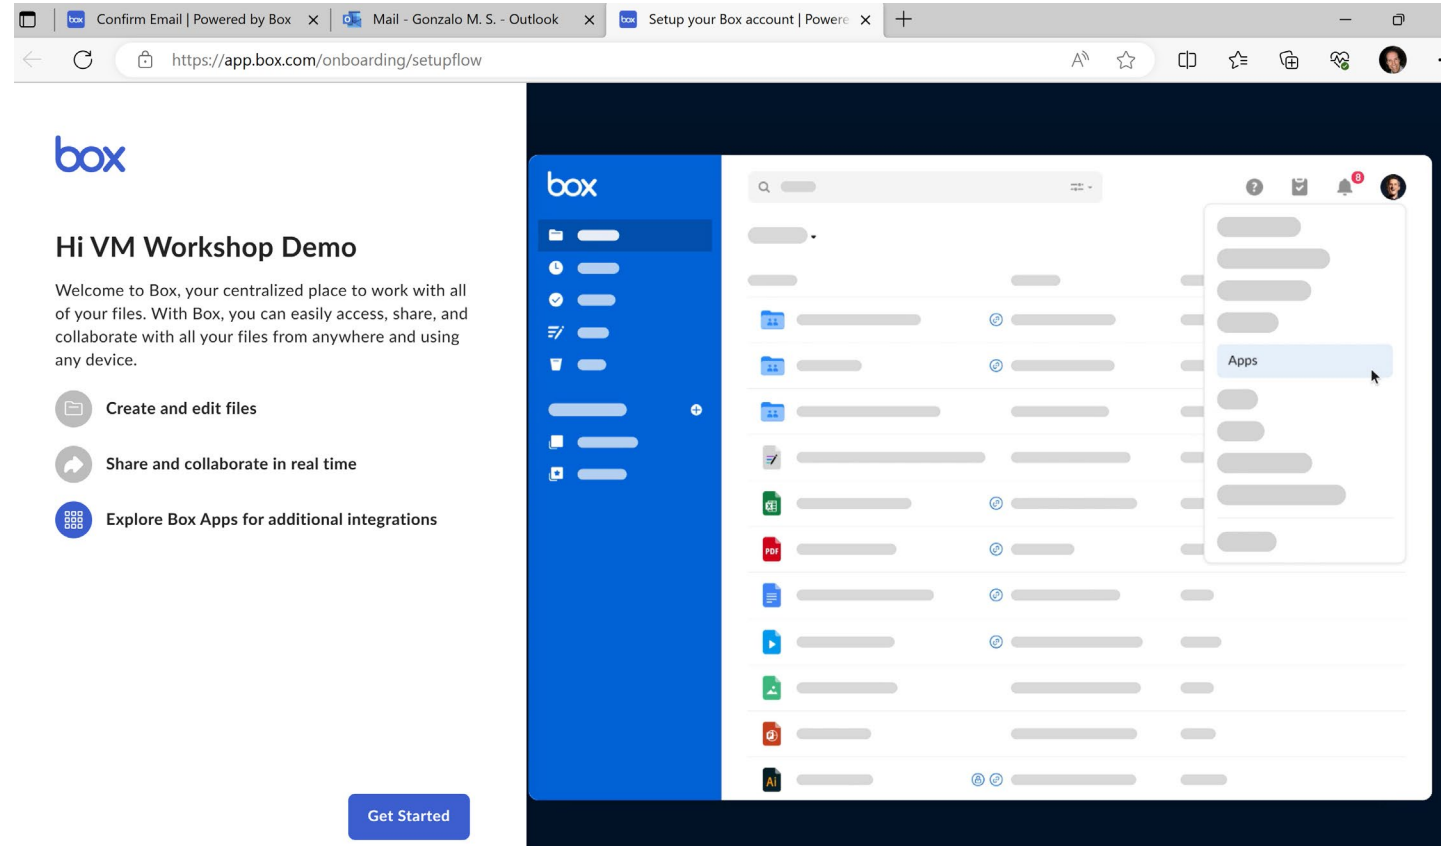 Confirm Email | Powered by Box
Mail - Gonzalo M. S. - Outlook
Setup your Box account | Powere
https://app.box.com/onboarding/setupflow
box
Hi VM Workshop Demo
Welcome to Box, your centralized place to work with all
of your files. With Box, you can easily access, share, and
collaborate with all your files from anywhere and using
any device.
Create and edit files
Share and collaborate in real time
Explore Box Apps for additional integrations
Get Started
box
8
Apps
PDF
Ai